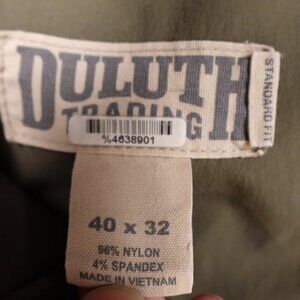 DULUTH
TRADING
STANDARD FIT
%4638901
40 x 32
96% NYLON
4% SPANDEX
MADE IN VIETNAM